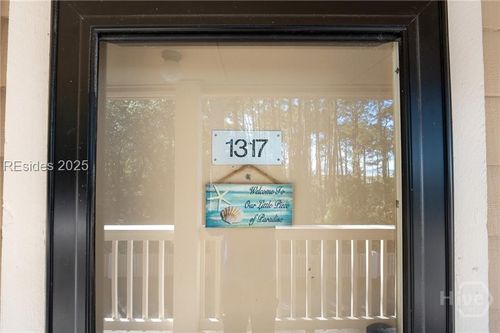 1317
Welcome To
Our Little Piece
of Paradise
REsides 2025
Hive